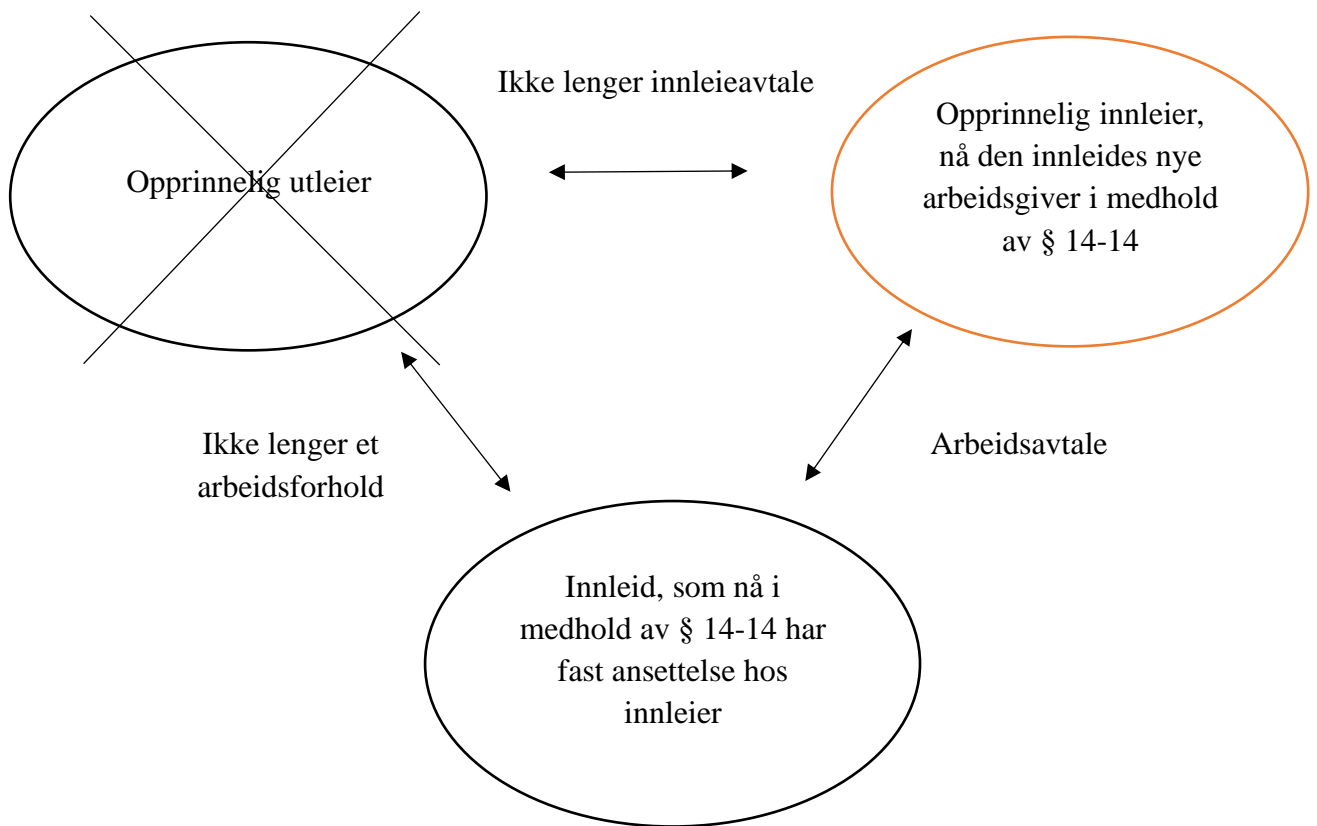 Ikke lenger innleieavtale
Opprinnelig utleier
Opprinnelig innleier,
nå den innleides nye
arbeidsgiver i medhold
av § 14-14
Ikke lenger et
arbeidsforhold
Arbeidsavtale
Innleid, som nå i
medhold av § 14-14 har
fast ansettelse hos
innleier